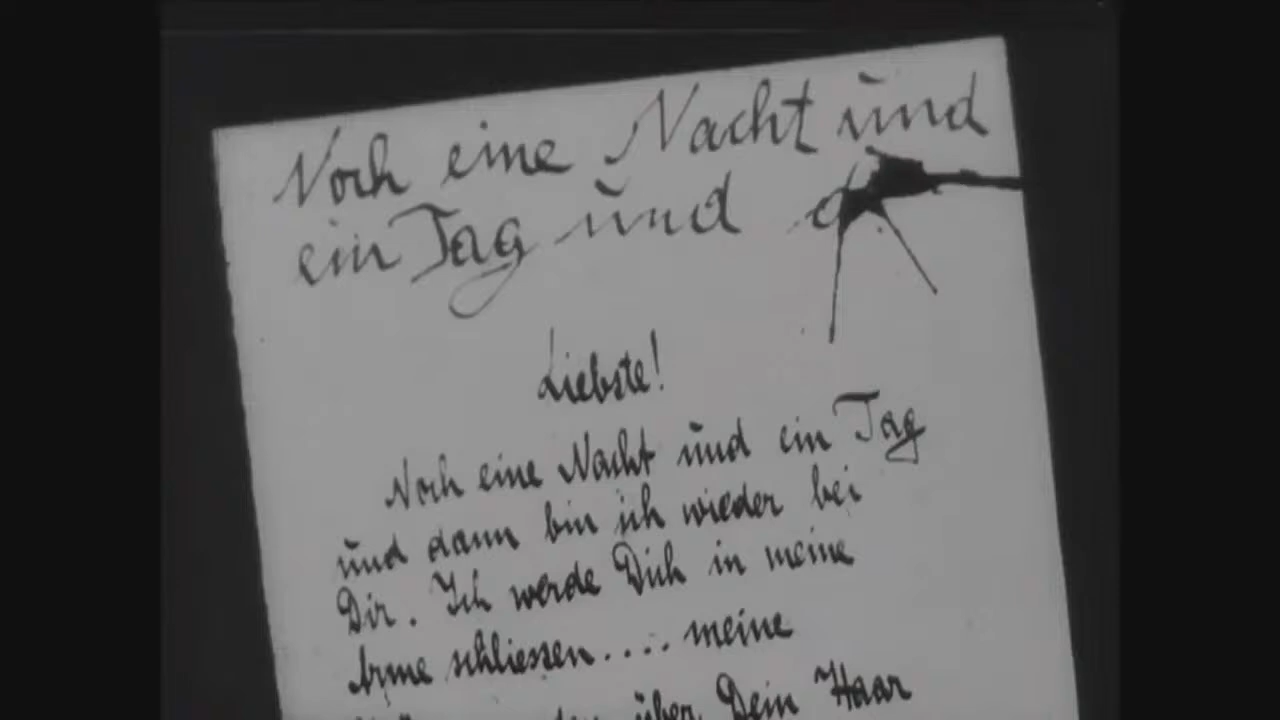 Noch eine Nacht und
ein Tag und d
Liebste!
Noch eine Nacht und ein Tag
und dann bin ich wieder bei
Dir. Ich werde Dich in meine
Arme schliessen.... meine
über Dein Haar